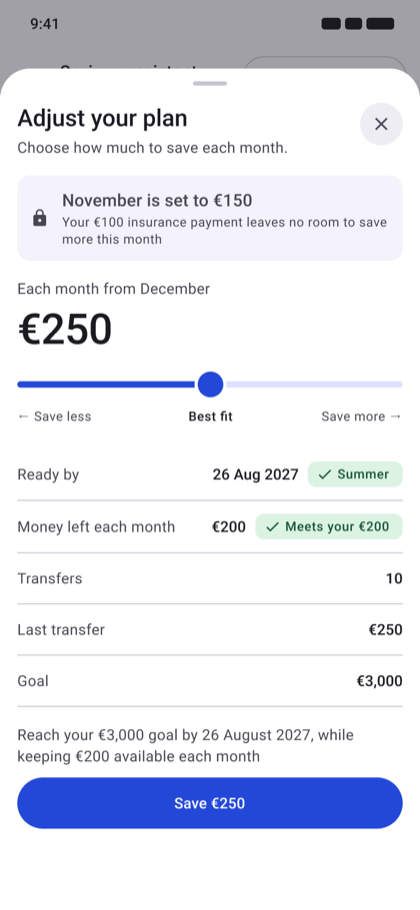 9:41
Adjust your plan
Choose how much to save each month.
November is set to €150
Your €100 insurance payment leaves no room to save
more this month
Each month from December
€250
← Save less
Best fit
Save more →
Ready by
26 Aug 2027
✓ Summer
Money left each month
€200
✓ Meets your €200
Transfers
10
Last transfer
€250
Goal
€3,000
Reach your €3,000 goal by 26 August 2027, while
keeping €200 available each month
Save €250